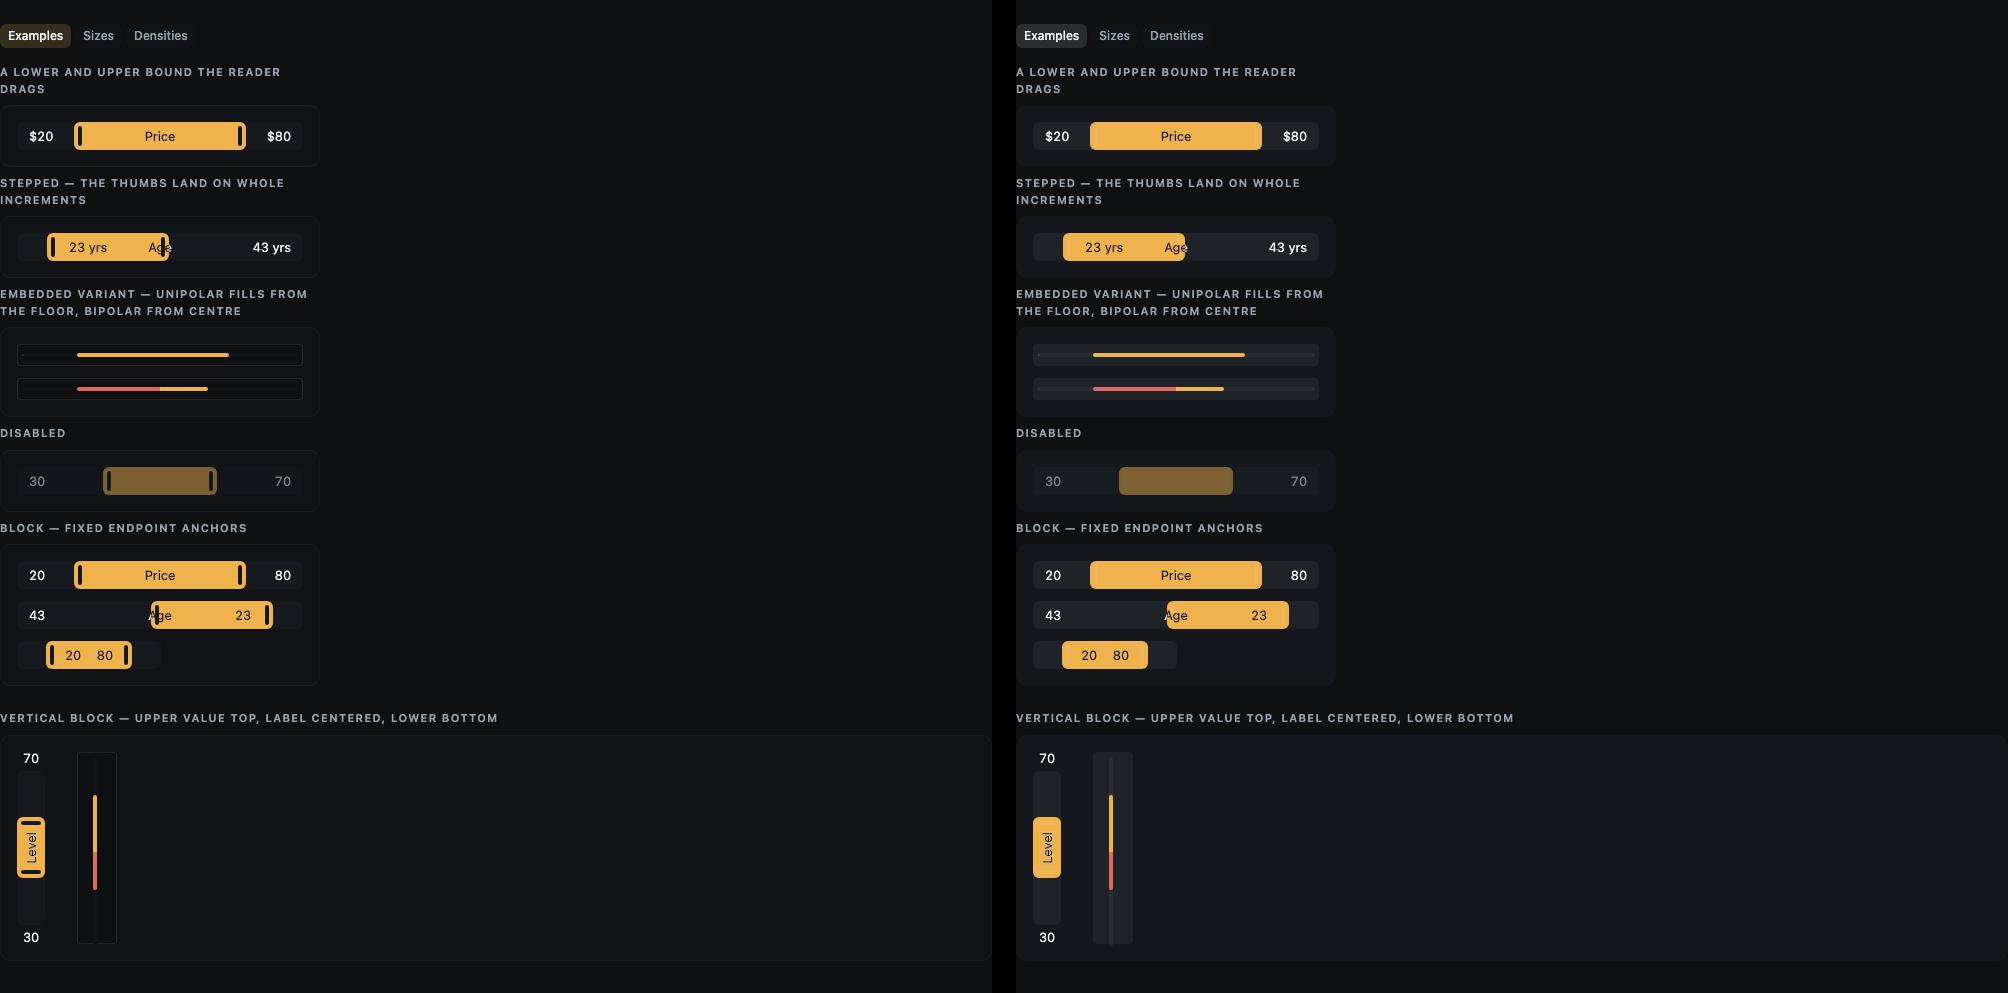 Examples Sizes Densities
A LOWER AND UPPER BOUND THE READER
DRAGS
$20 Price $80
STEPPED — THE THUMBS LAND ON WHOLE
INCREMENTS
23 yrs Age 43 yrs
EMBEDDED VARIANT — UNIPOLAR FILLS FROM
THE FLOOR, BIPOLAR FROM CENTRE
DISABLED
30 70
BLOCK — FIXED ENDPOINT ANCHORS
20 Price 80
43 Age 23
20 80
VERTICAL BLOCK — UPPER VALUE TOP, LABEL CENTERED, LOWER BOTTOM
70
Level
30
Examples Sizes Densities
A LOWER AND UPPER BOUND THE READER
DRAGS
$20 Price $80
STEPPED — THE THUMBS LAND ON WHOLE
INCREMENTS
23 yrs Age 43 yrs
EMBEDDED VARIANT — UNIPOLAR FILLS FROM
THE FLOOR, BIPOLAR FROM CENTRE
DISABLED
30 70
BLOCK — FIXED ENDPOINT ANCHORS
20 Price 80
43 Age 23
20 80
VERTICAL BLOCK — UPPER VALUE TOP, LABEL CENTERED, LOWER BOTTOM
70
Level
30